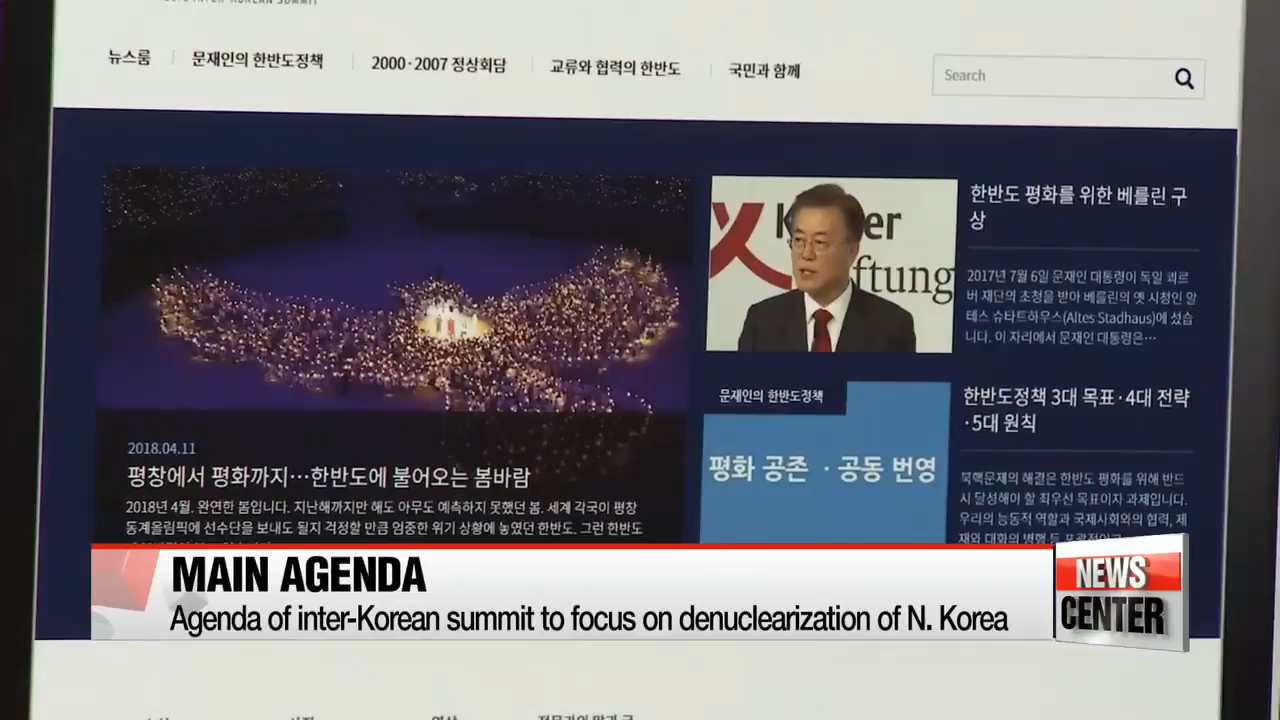 2018 INTER-KOREAN SUMMIT
뉴스룸
문재인의 한반도정책
2000·2007 정상회담
교류와 협력의 한반도
국민과 함께
Search
2018.04.11
평창에서 평화까지…한반도에 불어오는 봄바람
2018년 4월. 완연한 봄입니다. 지난해까지만 해도 아무도 예측하지 못했던 봄. 세계 각국이 평창
동계올림픽에 선수단을 보내도 될지 걱정할 만큼 엄중한 위기 상황에 놓였던 한반도. 그런 한반도
er
ftung
한반도 평화를 위한 베를린 구
상
2017년 7월 6일 문재인 대통령이 독일 쾨르
버 재단의 초청을 받아 베를린의 옛 시청인 알
테스 슈타트하우스(Altes Stadhaus)에 섰습
니다. 이 자리에서 문재인 대통령은…
문재인의 한반도정책
평화 공존 · 공동 번영
한반도정책 3대 목표·4대 전략
·5대 원칙
북핵문제의 해결은 한반도 평화를 위해 반드
시 달성해야 할 최우선 목표이자 과제입니다.
우리의 능동적 역할과 국제사회와의 협력, 제
재와 대화의 병행 등
MAIN AGENDA
Agenda of inter-Korean summit to focus on denuclearization of N. Korea
NEWS
CENTER